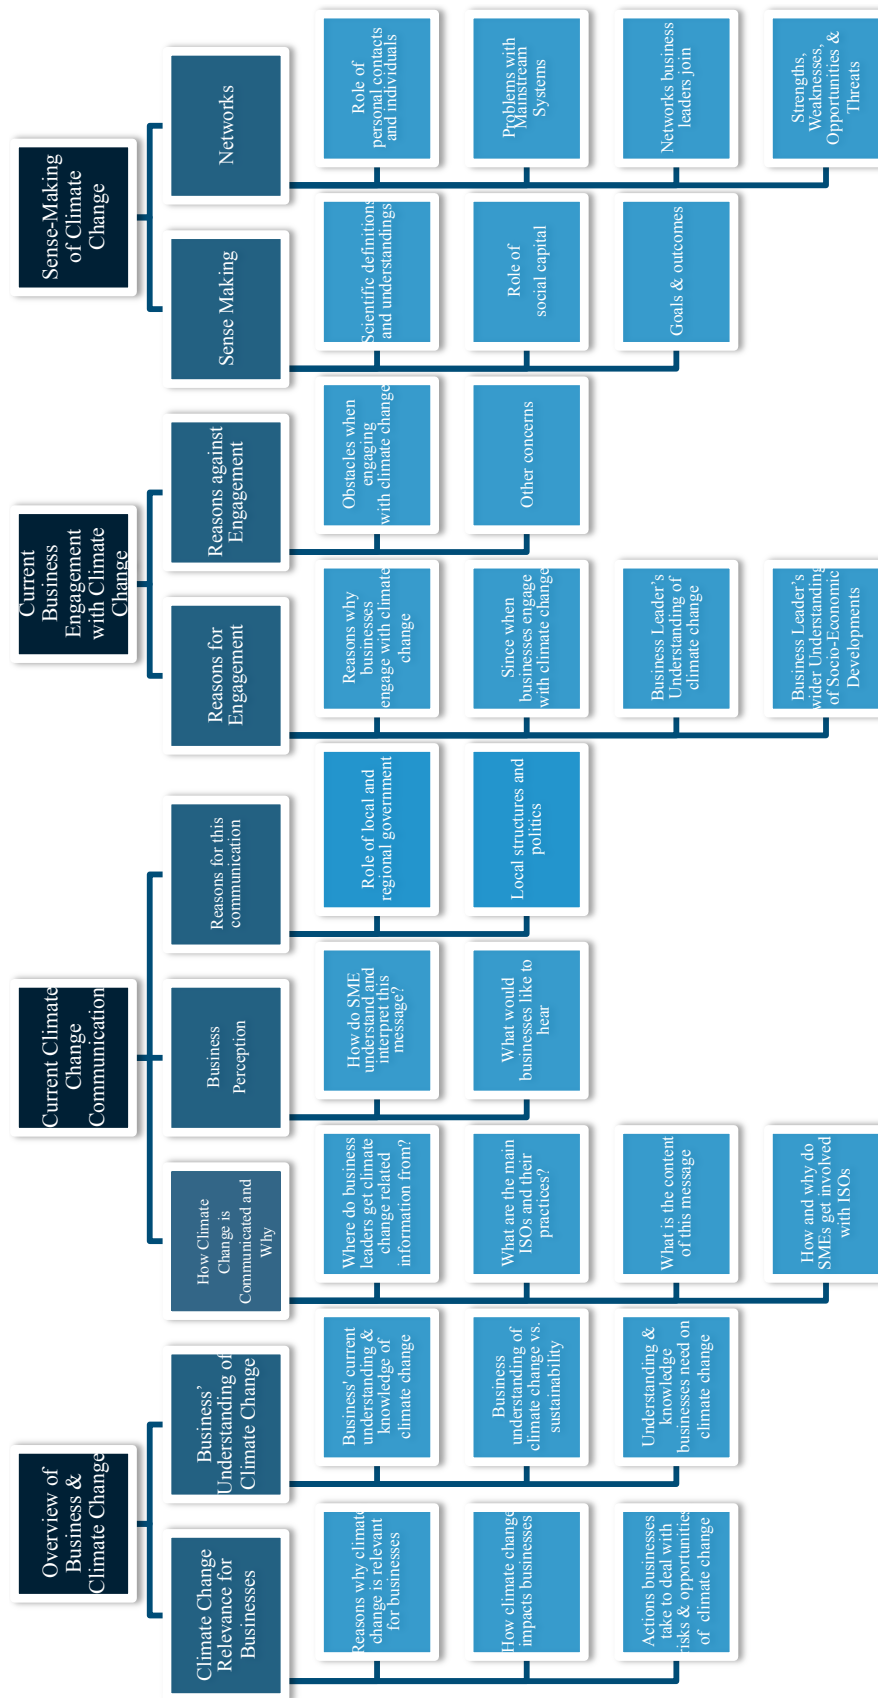 Overview of
Business &
Climate Change
Climate Change
Relevance for
Businesses
Reasons why climate
change is relevant
for businesses
How climate change
impacts businesses
Actions businesses
take to deal with
risks & opportunities
of climate change
Business’
Understanding of
Climate Change
Business' current
understanding &
knowledge of
climate change
Business
understanding of
climate change vs.
sustainability
Understanding &
knowledge
businesses need on
climate change
Current Climate
Change
Communication
How Climate
Change is
Communicated and
Why
Where do business
leaders get climate
change related
information from?
What are the main
ISOs and their
practices?
What is the content
of this message
How and why do
SMEs get involved
with ISOs
Business
Perception
How do SME
understand and
interpret this
message?
What would
businesses like to
hear
Reasons for this
communication
Role of local and
regional government
Local structures and
politics
Current
Business
Engagement
with Climate
Change
Reasons for
Engagement
Reasons why
businesses
engage with climate
change
Since when
businesses engage
with climate change
Business Leader’s
Understanding of
climate change
Business Leader’s
wider Understanding
of Socio-Economic
Developments
Reasons against
Engagement
Obstacles when
engaging
with climate change
Other concerns
Sense-Making
of Climate
Change
Sense Making
Scientific definitions
and understandings
Role of
social capital
Goals & outcomes
Networks
Role of
personal contacts
and individuals
Problems with
Mainstream
Systems
Networks business
leaders join
Strengths,
Weaknesses,
Opportunities &
Threats